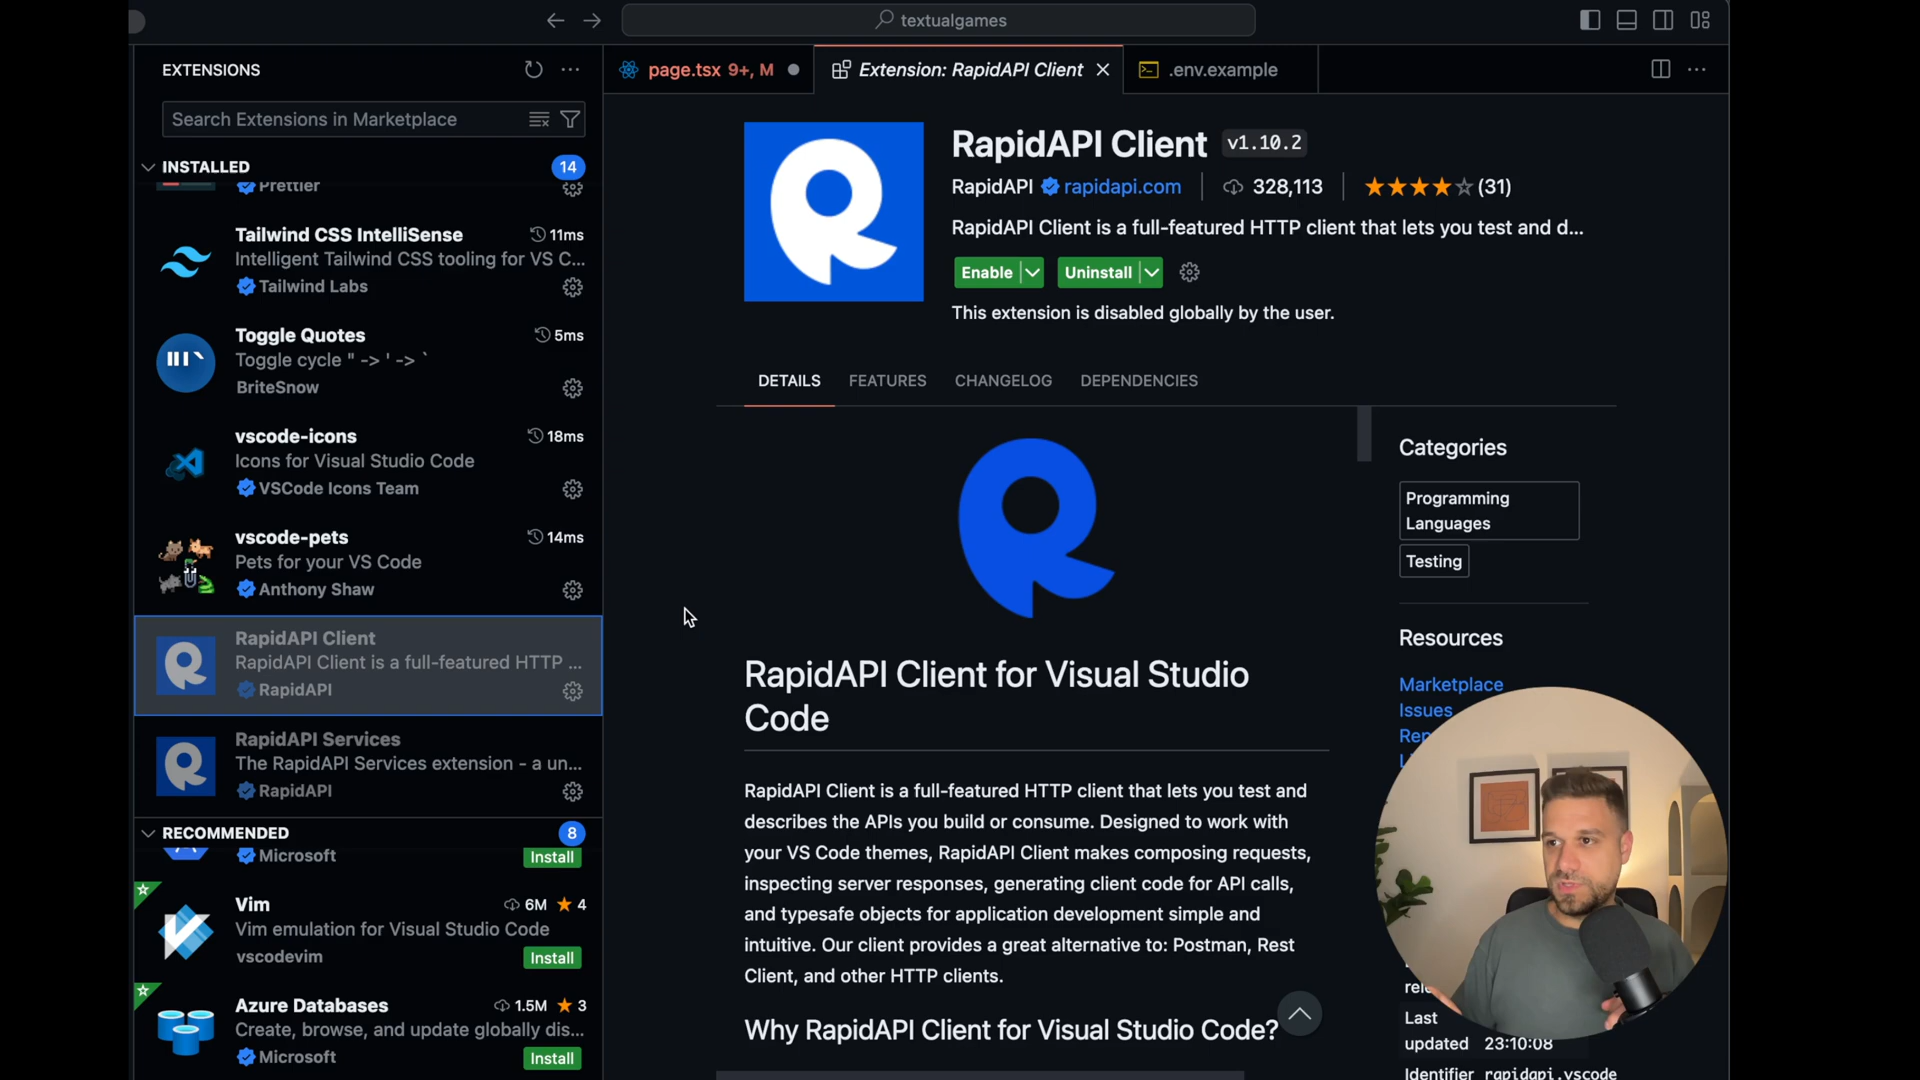 textualgames
EXTENSIONS
page.tsx 9+, M
Extension: RapidAPI Client
.env.example
Search Extensions in Marketplace
INSTALLED
14
Prettier
Tailwind CSS IntelliSense
11ms
Intelligent Tailwind CSS tooling for VS C...
Tailwind Labs
Toggle Quotes
5ms
Toggle cycle " -> ' -> `
BriteSnow
vscode-icons
18ms
Icons for Visual Studio Code
VSCode Icons Team
vscode-pets
14ms
Pets for your VS Code
Anthony Shaw
RapidAPI Client
RapidAPI Client is a full-featured HTTP ...
RapidAPI
RapidAPI Services
The RapidAPI Services extension - a un...
RapidAPI
RECOMMENDED
8
Microsoft
Install
Vim
6M
4
Vim emulation for Visual Studio Code
vscodevim
Install
Azure Databases
1.5M
3
Create, browse, and update globally dis...
Microsoft
Install
RapidAPI Client
v1.10.2
RapidAPI
rapidapi.com
328,113
(31)
RapidAPI Client is a full-featured HTTP client that lets you test and d...
Enable
Uninstall
This extension is disabled globally by the user.
DETAILS
FEATURES
CHANGELOG
DEPENDENCIES
RapidAPI Client for Visual Studio
Code
RapidAPI Client is a full-featured HTTP client that lets you test and
describes the APIs you build or consume. Designed to work with
your VS Code themes, RapidAPI Client makes composing requests,
inspecting server responses, generating client code for API calls,
and typesafe objects for application development simple and
intuitive. Our client provides a great alternative to: Postman, Rest
Client, and other HTTP clients.
Why RapidAPI Client for Visual Studio Code?
Categories
Programming
Languages
Testing
Resources
Marketplace
Issues
Last
updated
23:10:08
Identifier
rapidapi.vscode